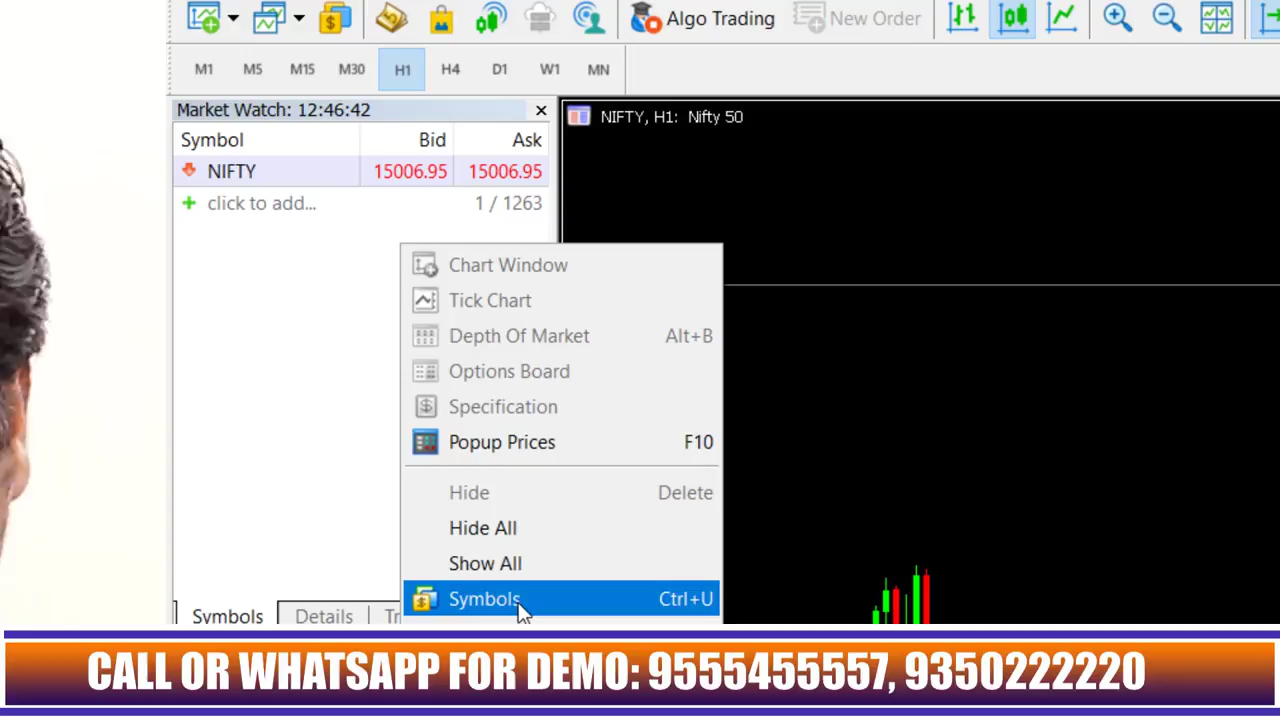 Algo Trading New Order
M1 M5 M15 M30 H1 H4 D1 W1 MN
Market Watch: 12:46:42
NIFTY, H1: Nifty 50
Symbol Bid Ask
NIFTY 15006.95 15006.95
click to add... 1 / 1263
Chart Window
Tick Chart
Depth Of Market Alt+B
Options Board
Specification
Popup Prices F10
Hide Delete
Hide All
Show All
Symbols Ctrl+U
Symbols Details Tr
CALL OR WHATSAPP FOR DEMO: 9555455557, 9350222220